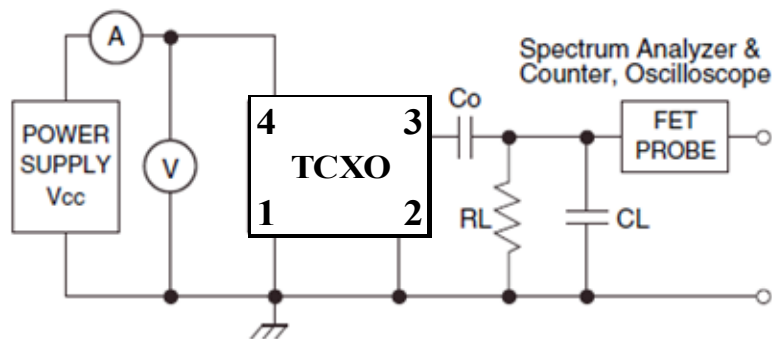 A
Spectrum Analyzer &
Counter, Oscilloscope
Co
POWER
SUPPLY
Vcc
V
4
3
TCXO
1
2
FET
PROBE
RL
CL